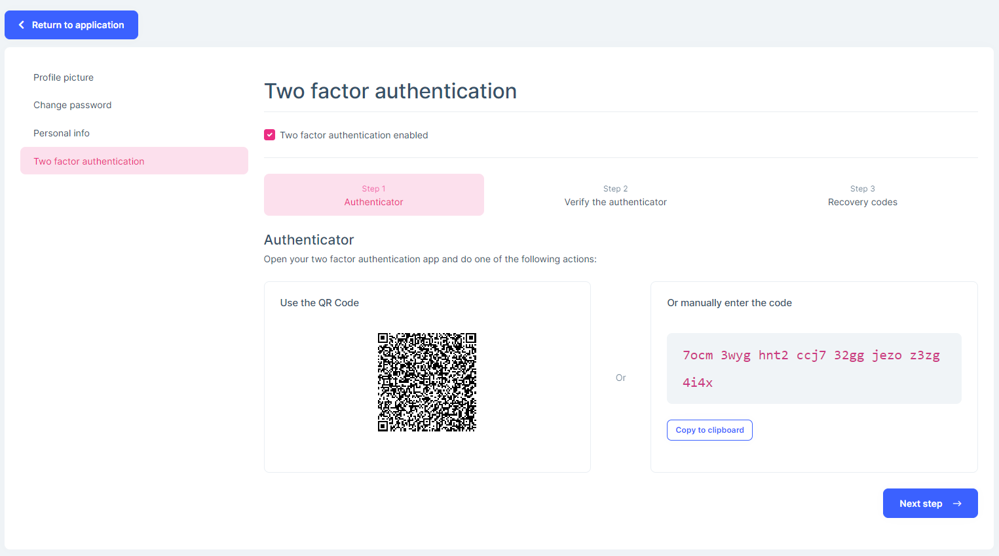 Return to application
Profile picture
Change password
Personal info
Two factor authentication
Two factor authentication
Two factor authentication enabled
Step 1
Authenticator
Step 2
Verify the authenticator
Step 3
Recovery codes
Authenticator
Open your two factor authentication app and do one of the following actions:
Use the QR Code
Or
Or manually enter the code
7ocm 3wyg hnt2 ccj7 32gg jezo z3zg
4i4x
Copy to clipboard
Next step